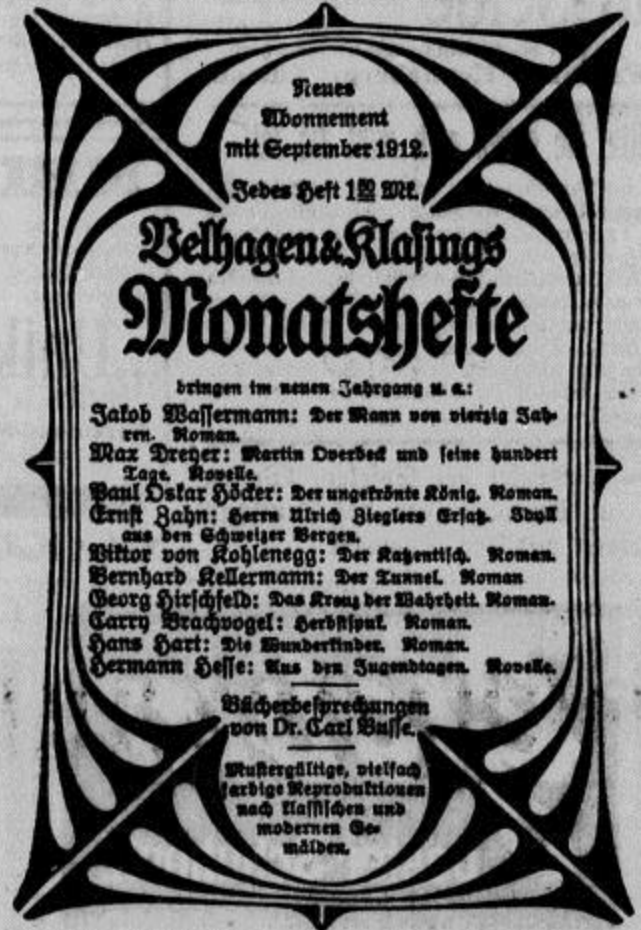 Neues
Abonnement
mit September 1912.
Jedes Heft 1 50 Mk.
Velhagen & Klasings
Monatshefte
bringen im neuen Jahrgang u. a.:
Jakob Wassermann: Der Mann von vierzig Jah-
ren. Roman.
Max Dreyer: Martin Overbeck und seine hundert
Tage. Novelle.
Paul Oskar Höcker: Der ungekrönte König. Roman.
Ernst Zahn: Herrn Ulrich Zieglers Ersatz. Idyll
aus den Schweizer Bergen.
Viktor von Kohlenegg: Der Katzentisch. Roman.
Bernhard Kellermann: Der Tunnel. Roman
Georg Hirschfeld: Das Kreuz der Wahrheit. Roman.
Carry Brachvogel: Herbstspuk. Roman.
Hans Hart: Die Wunderkinder. Roman.
Hermann Hesse: Aus den Jugendtagen. Novelle.
Bücherbesprechungen
von Dr. Carl Busse.
Mustergültige, vielfach
farbige Reproduktionen
nach klassischen und
modernen Ge-
mälden.